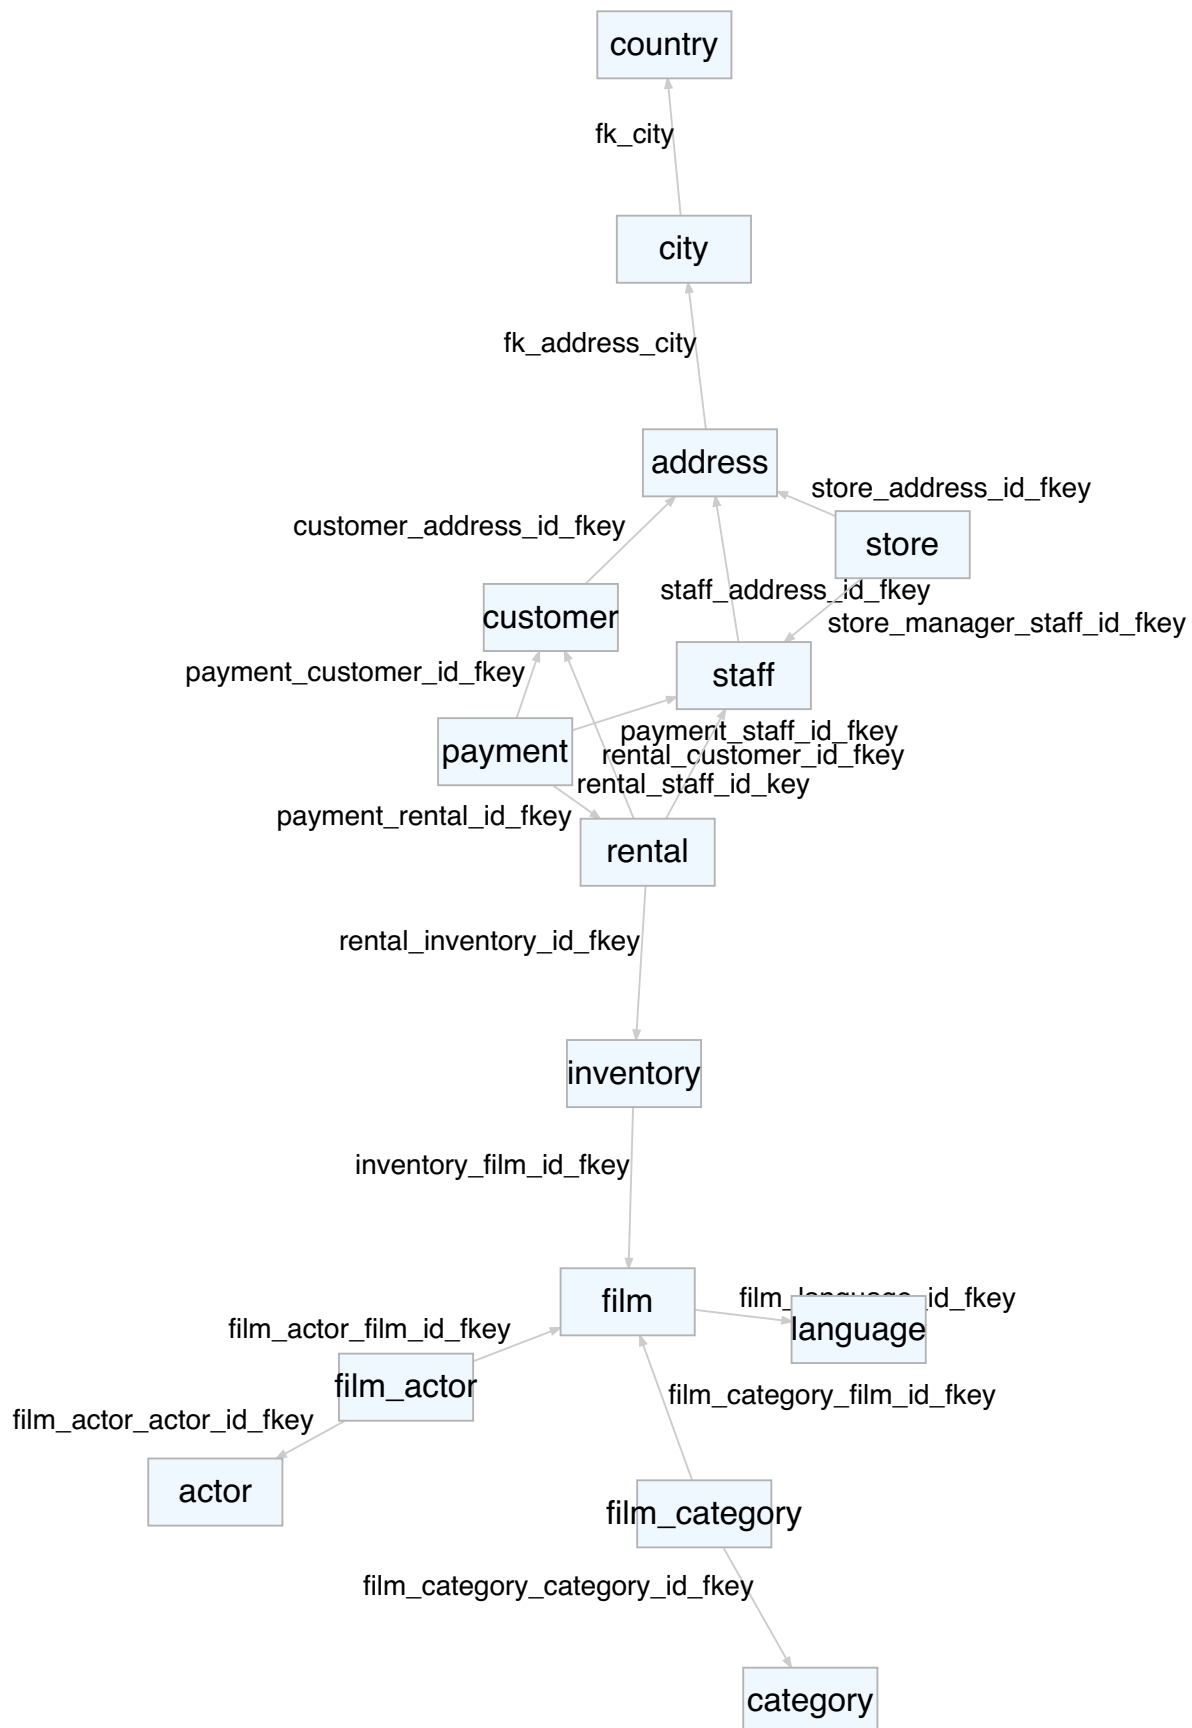 country
fk_city
city
fk_address_city
address
store_address_id_fkey
customer_address_id_fkey
store
staff_address_id_fkey
customer
store_manager_staff_id_fkey
payment_customer_id_fkey
staff
payment_staff_id_fkey
payment
rental_customer_id_fkey
rental_staff_id_key
payment_rental_id_fkey
rental
rental_inventory_id_fkey
inventory
inventory_film_id_fkey
film_language_id_fkey
film
language
film_actor_film_id_fkey
film_actor
film_category_film_id_fkey
film_actor_actor_id_fkey
actor
film_category
film_category_category_id_fkey
category